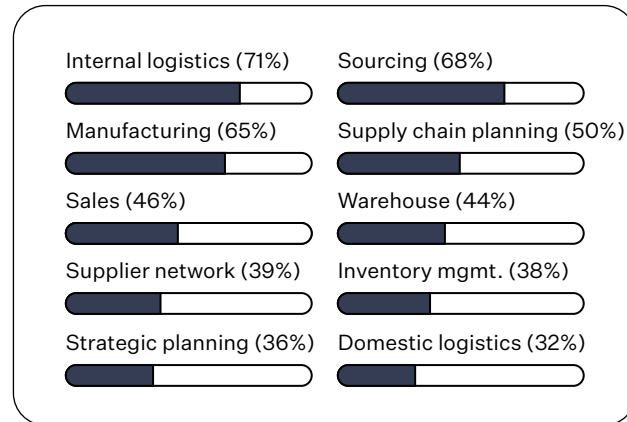 Internal logistics (71%)
Sourcing (68%)
Manufacturing (65%)
Supply chain planning (50%)
Sales (46%)
Warehouse (44%)
Supplier network (39%)
Inventory mgmt. (38%)
Strategic planning (36%)
Domestic logistics (32%)